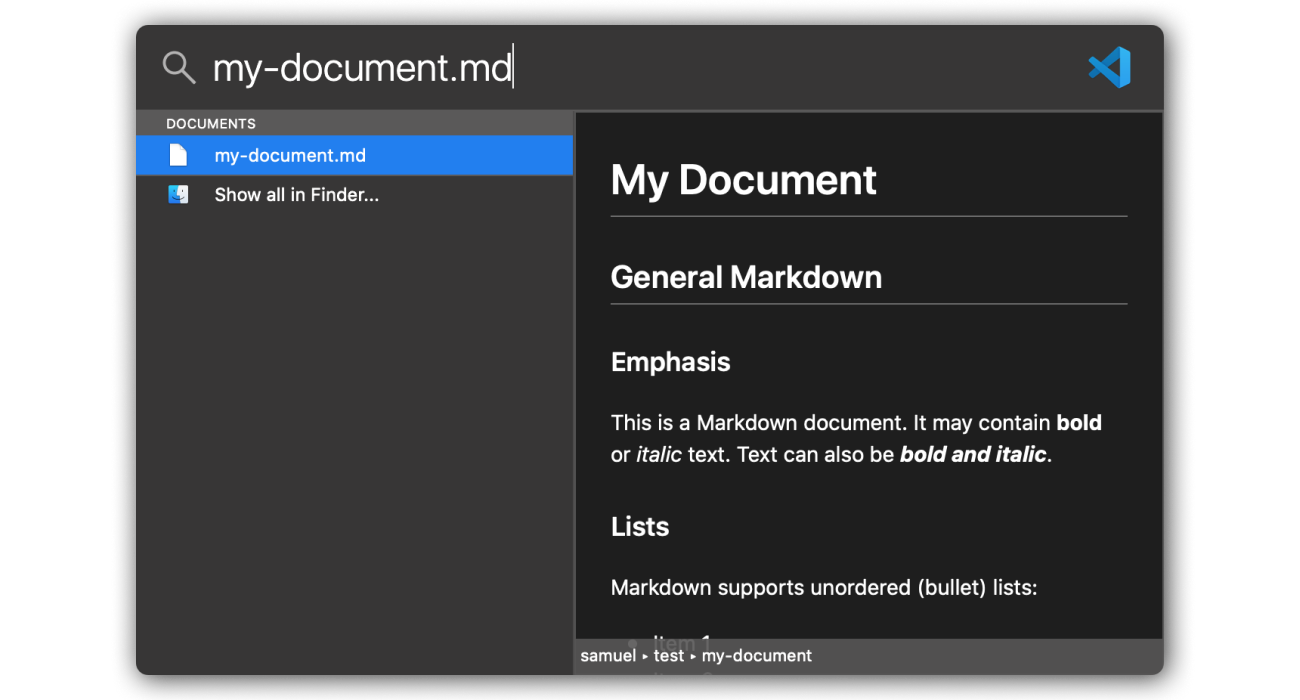 my-document.md
DOCUMENTS
my-document.md
Show all in Finder...
My Document
General Markdown
Emphasis
This is a Markdown document. It may contain bold
or italic text. Text can also be bold and italic.
Lists
Markdown supports unordered (bullet) lists:
Item 1
samuel ▸ test ▸ my-document